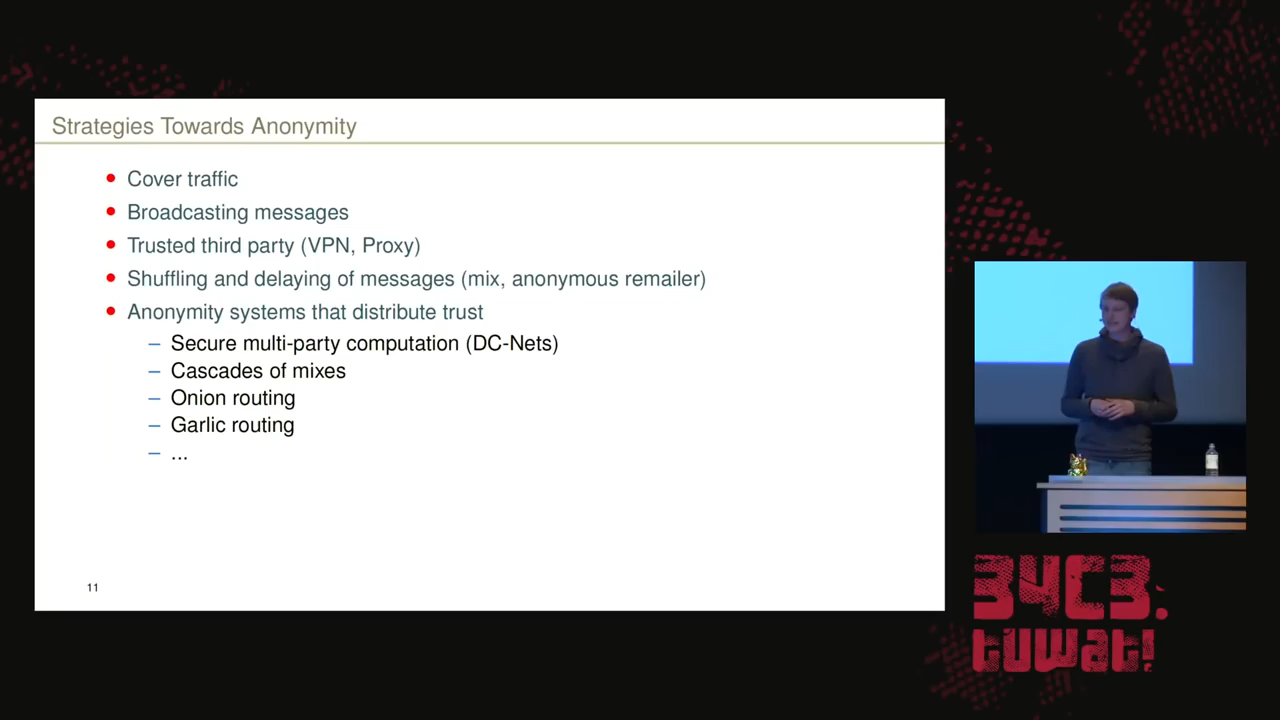 Strategies Towards Anonymity
• Cover traffic
• Broadcasting messages
• Trusted third party (VPN, Proxy)
• Shuffling and delaying of messages (mix, anonymous remailer)
• Anonymity systems that distribute trust
– Secure multi-party computation (DC-Nets)
– Cascades of mixes
– Onion routing
– Garlic routing
– ...
11
34C3.
tuwat!